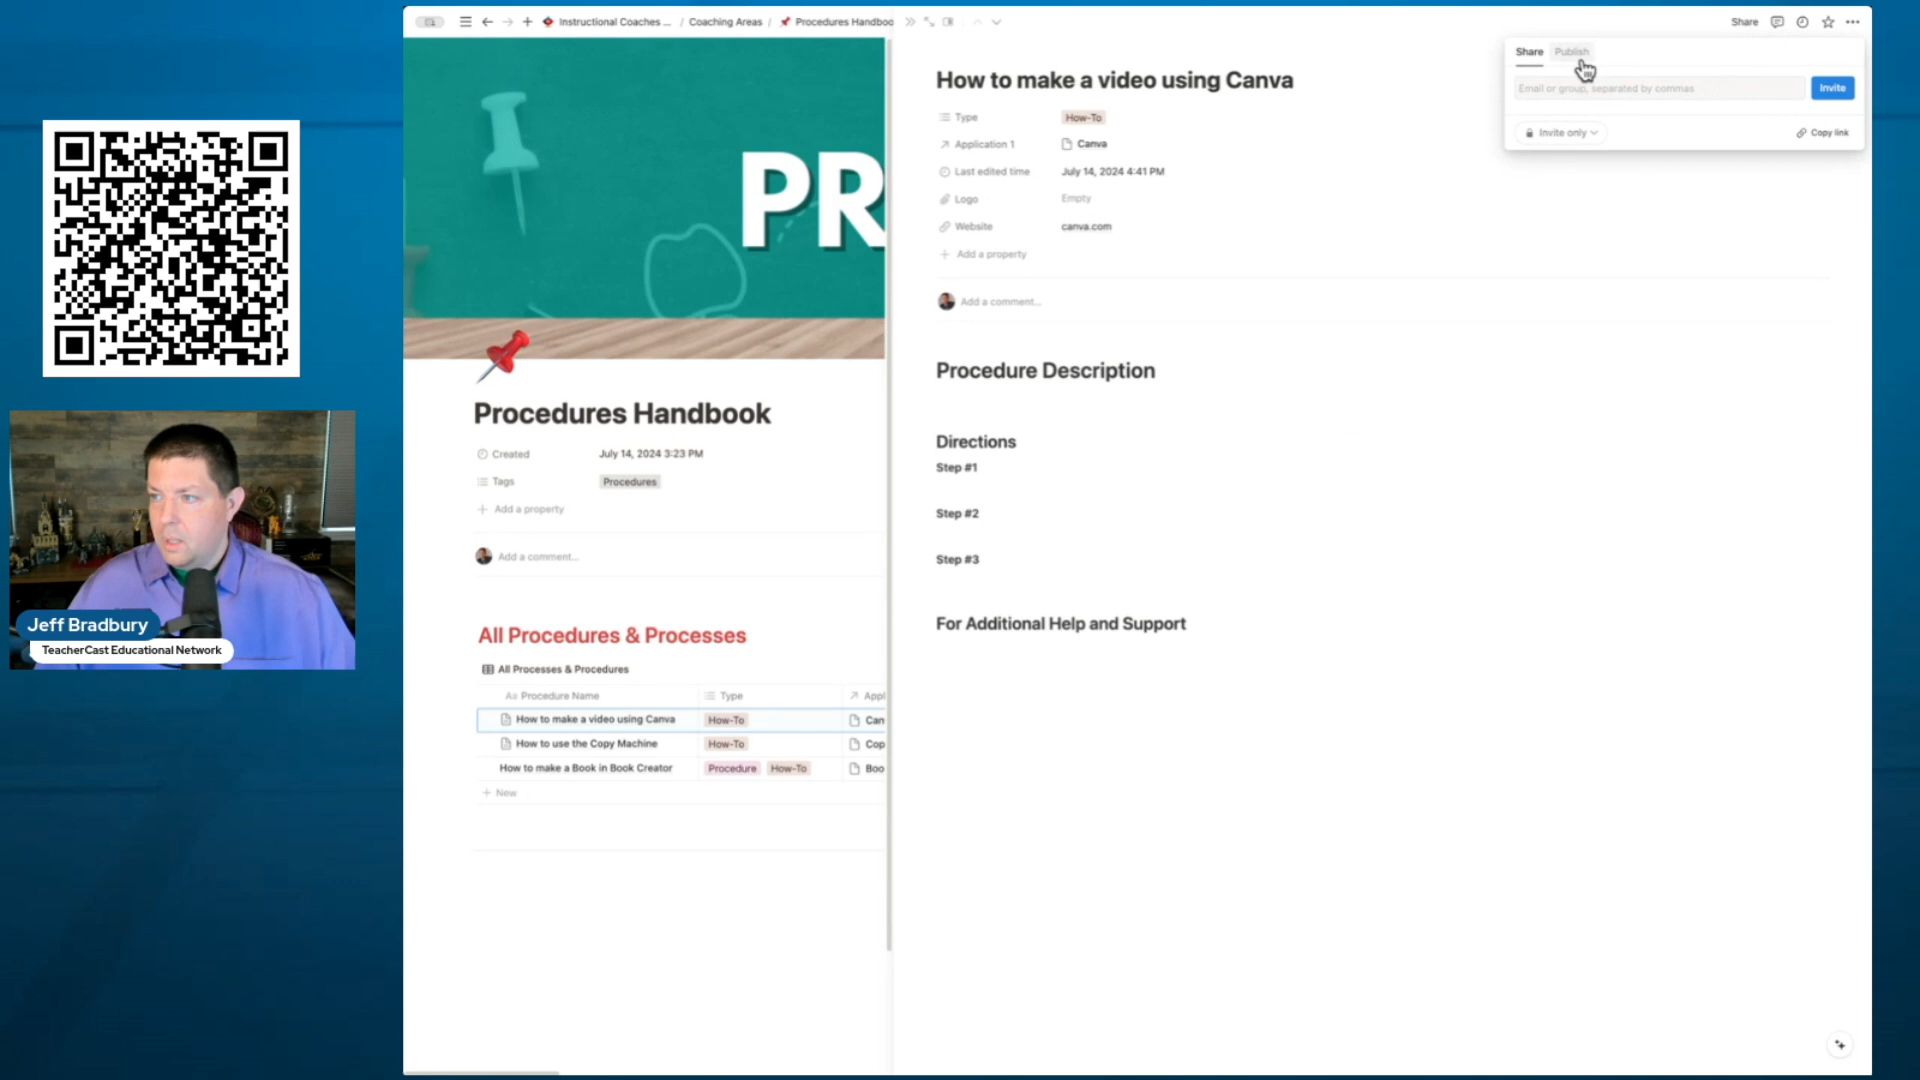 Instructional Coaches ... / Coaching Areas / Procedures Handboo
Share
PR
Procedures Handbook
Created July 14, 2024 3:23 PM
Tags Procedures
Add a property
Add a comment...
All Procedures & Processes
All Processes & Procedures
Aa Procedure Name Type Appl
How to make a video using Canva How-To Can
How to use the Copy Machine How-To Cop
How to make a Book in Book Creator Procedure How-To Boo
New
How to make a video using Canva
Type How-To
Application 1 Canva
Last edited time July 14, 2024 4:41 PM
Logo Empty
Website canva.com
Add a property
Add a comment...
Procedure Description
Directions
Step #1
Step #2
Step #3
For Additional Help and Support
Share Publish
Email or group, separated by commas Invite
Invite only Copy link
Jeff Bradbury
TeacherCast Educational Network